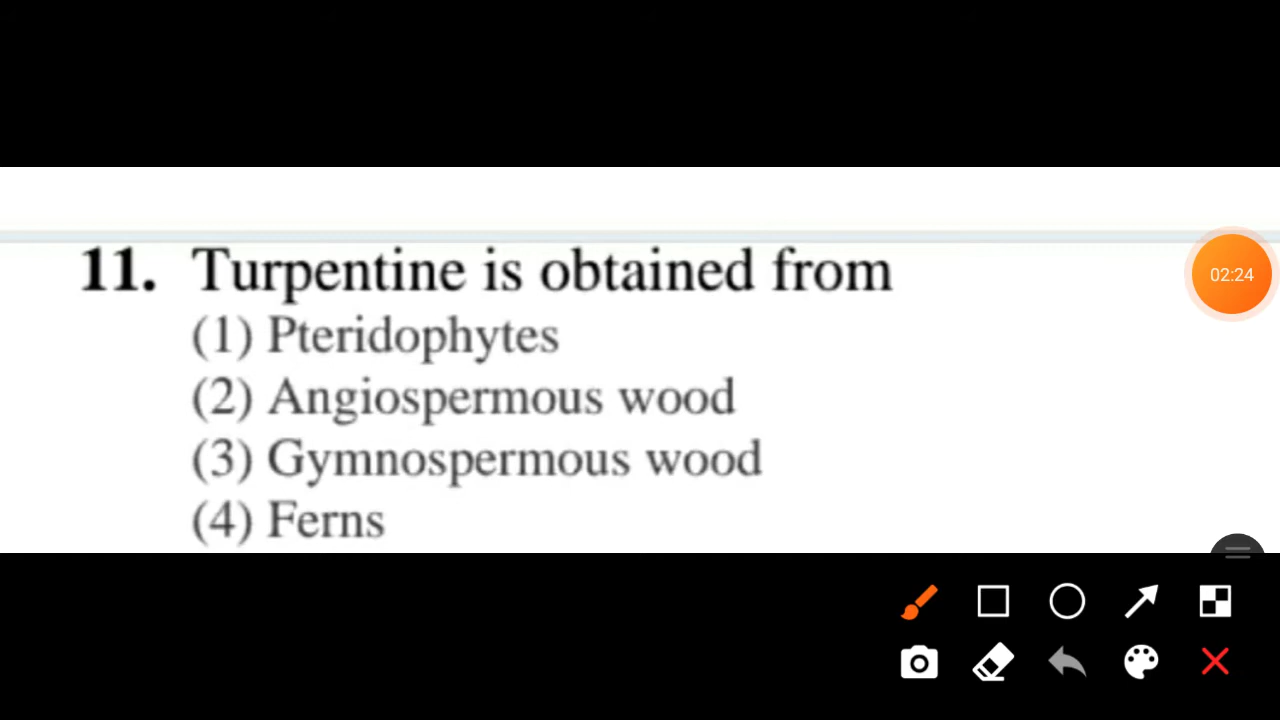 11. Turpentine is obtained from
(1) Pteridophytes
02:24
(2) Angiospermous wood
(3) Gymnospermous wood
(4) Ferns